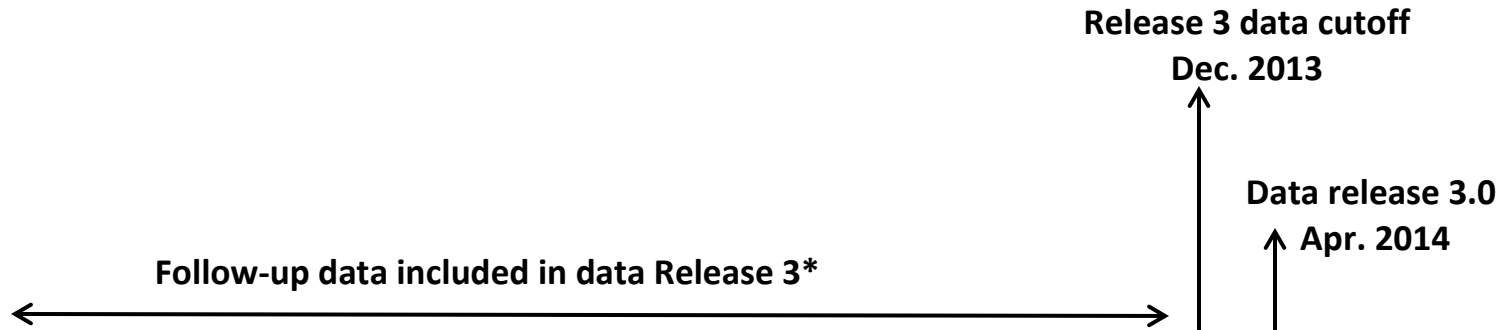 Release 3 data cutoff
Dec. 2013
Data release 3.0
Apr. 2014
Follow-up data included in data Release 3*